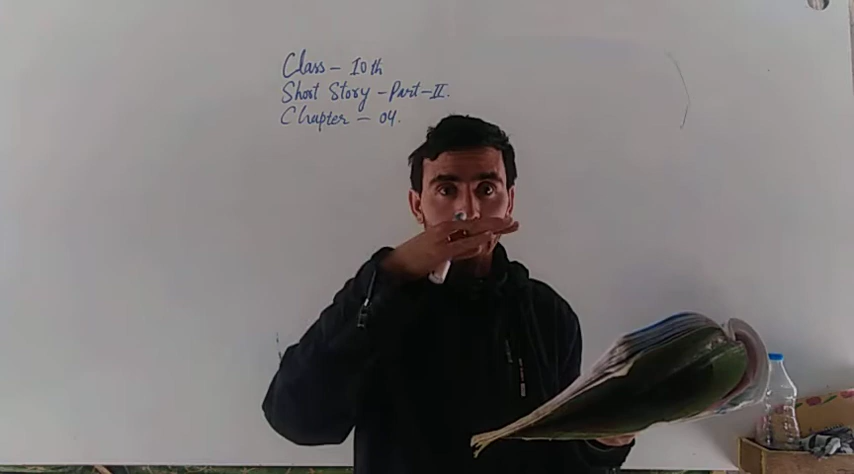 Class - 10th
Short Story - Part - II.
Chapter - 04.